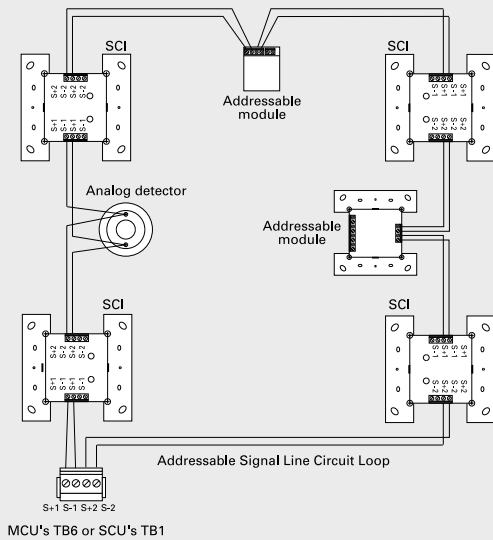 SCI
SCI
S+2 S-2 S+2 S-2
S+1 S-1 S+1 S-1
Addressable
module
S-1 S+1 S-1 S+1
S-2 S+2 S-2 S+2
Analog detector
Addressable
module
SCI
SCI
S+2 S-2 S+2 S-2
S+1 S-1 S+1 S-1
S-1 S+1 S-1 S+1
S-2 S+2 S-2 S+2
Addressable Signal Line Circuit Loop
S+1 S-1 S+2 S-2
MCU's TB6 or SCU's TB1